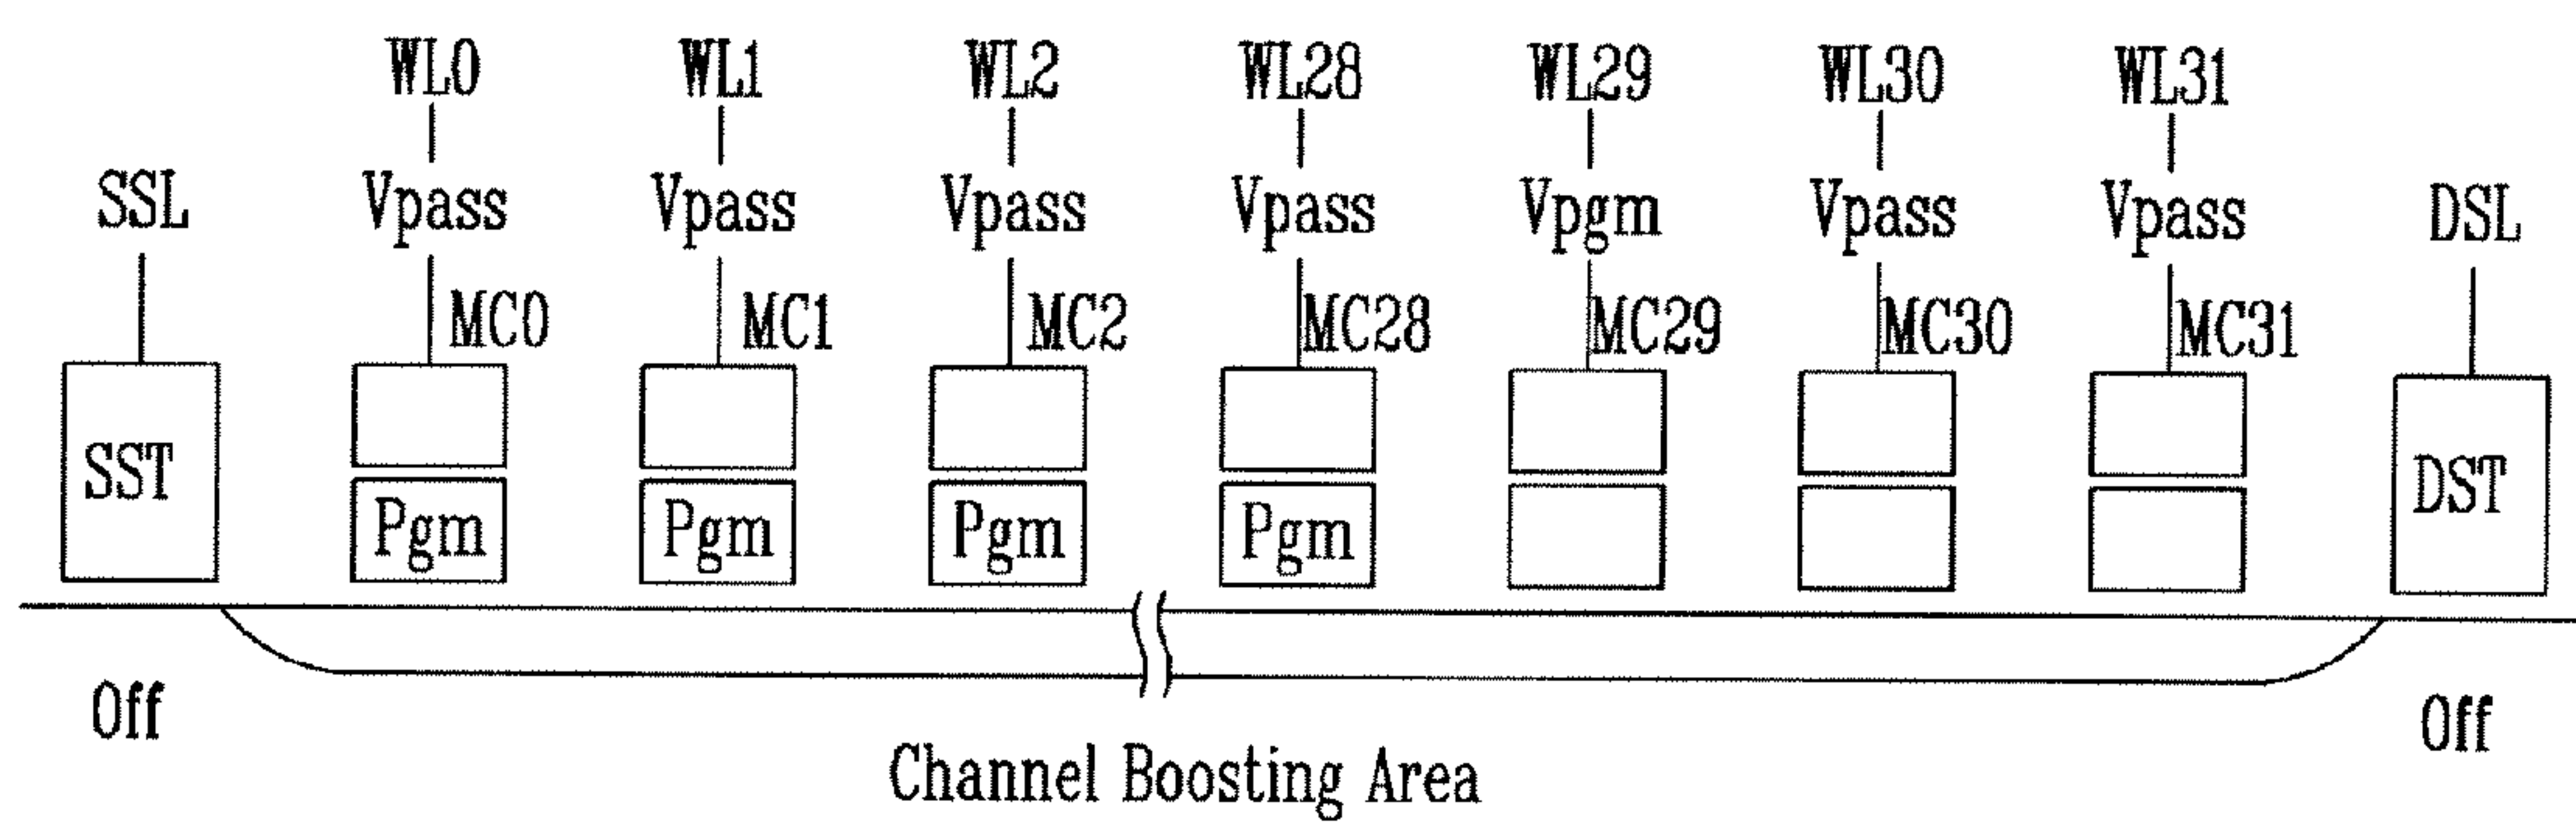 WL0 WL1 WL2 WL28 WL29 WL30 WL31
SSL Vpass Vpass Vpass Vpass Vpgm Vpass Vpass DSL
MC0 MC1 MC2 MC28 MC29 MC30 MC31
SST Pgm Pgm Pgm Pgm DST
Off Off
Channel Boosting Area